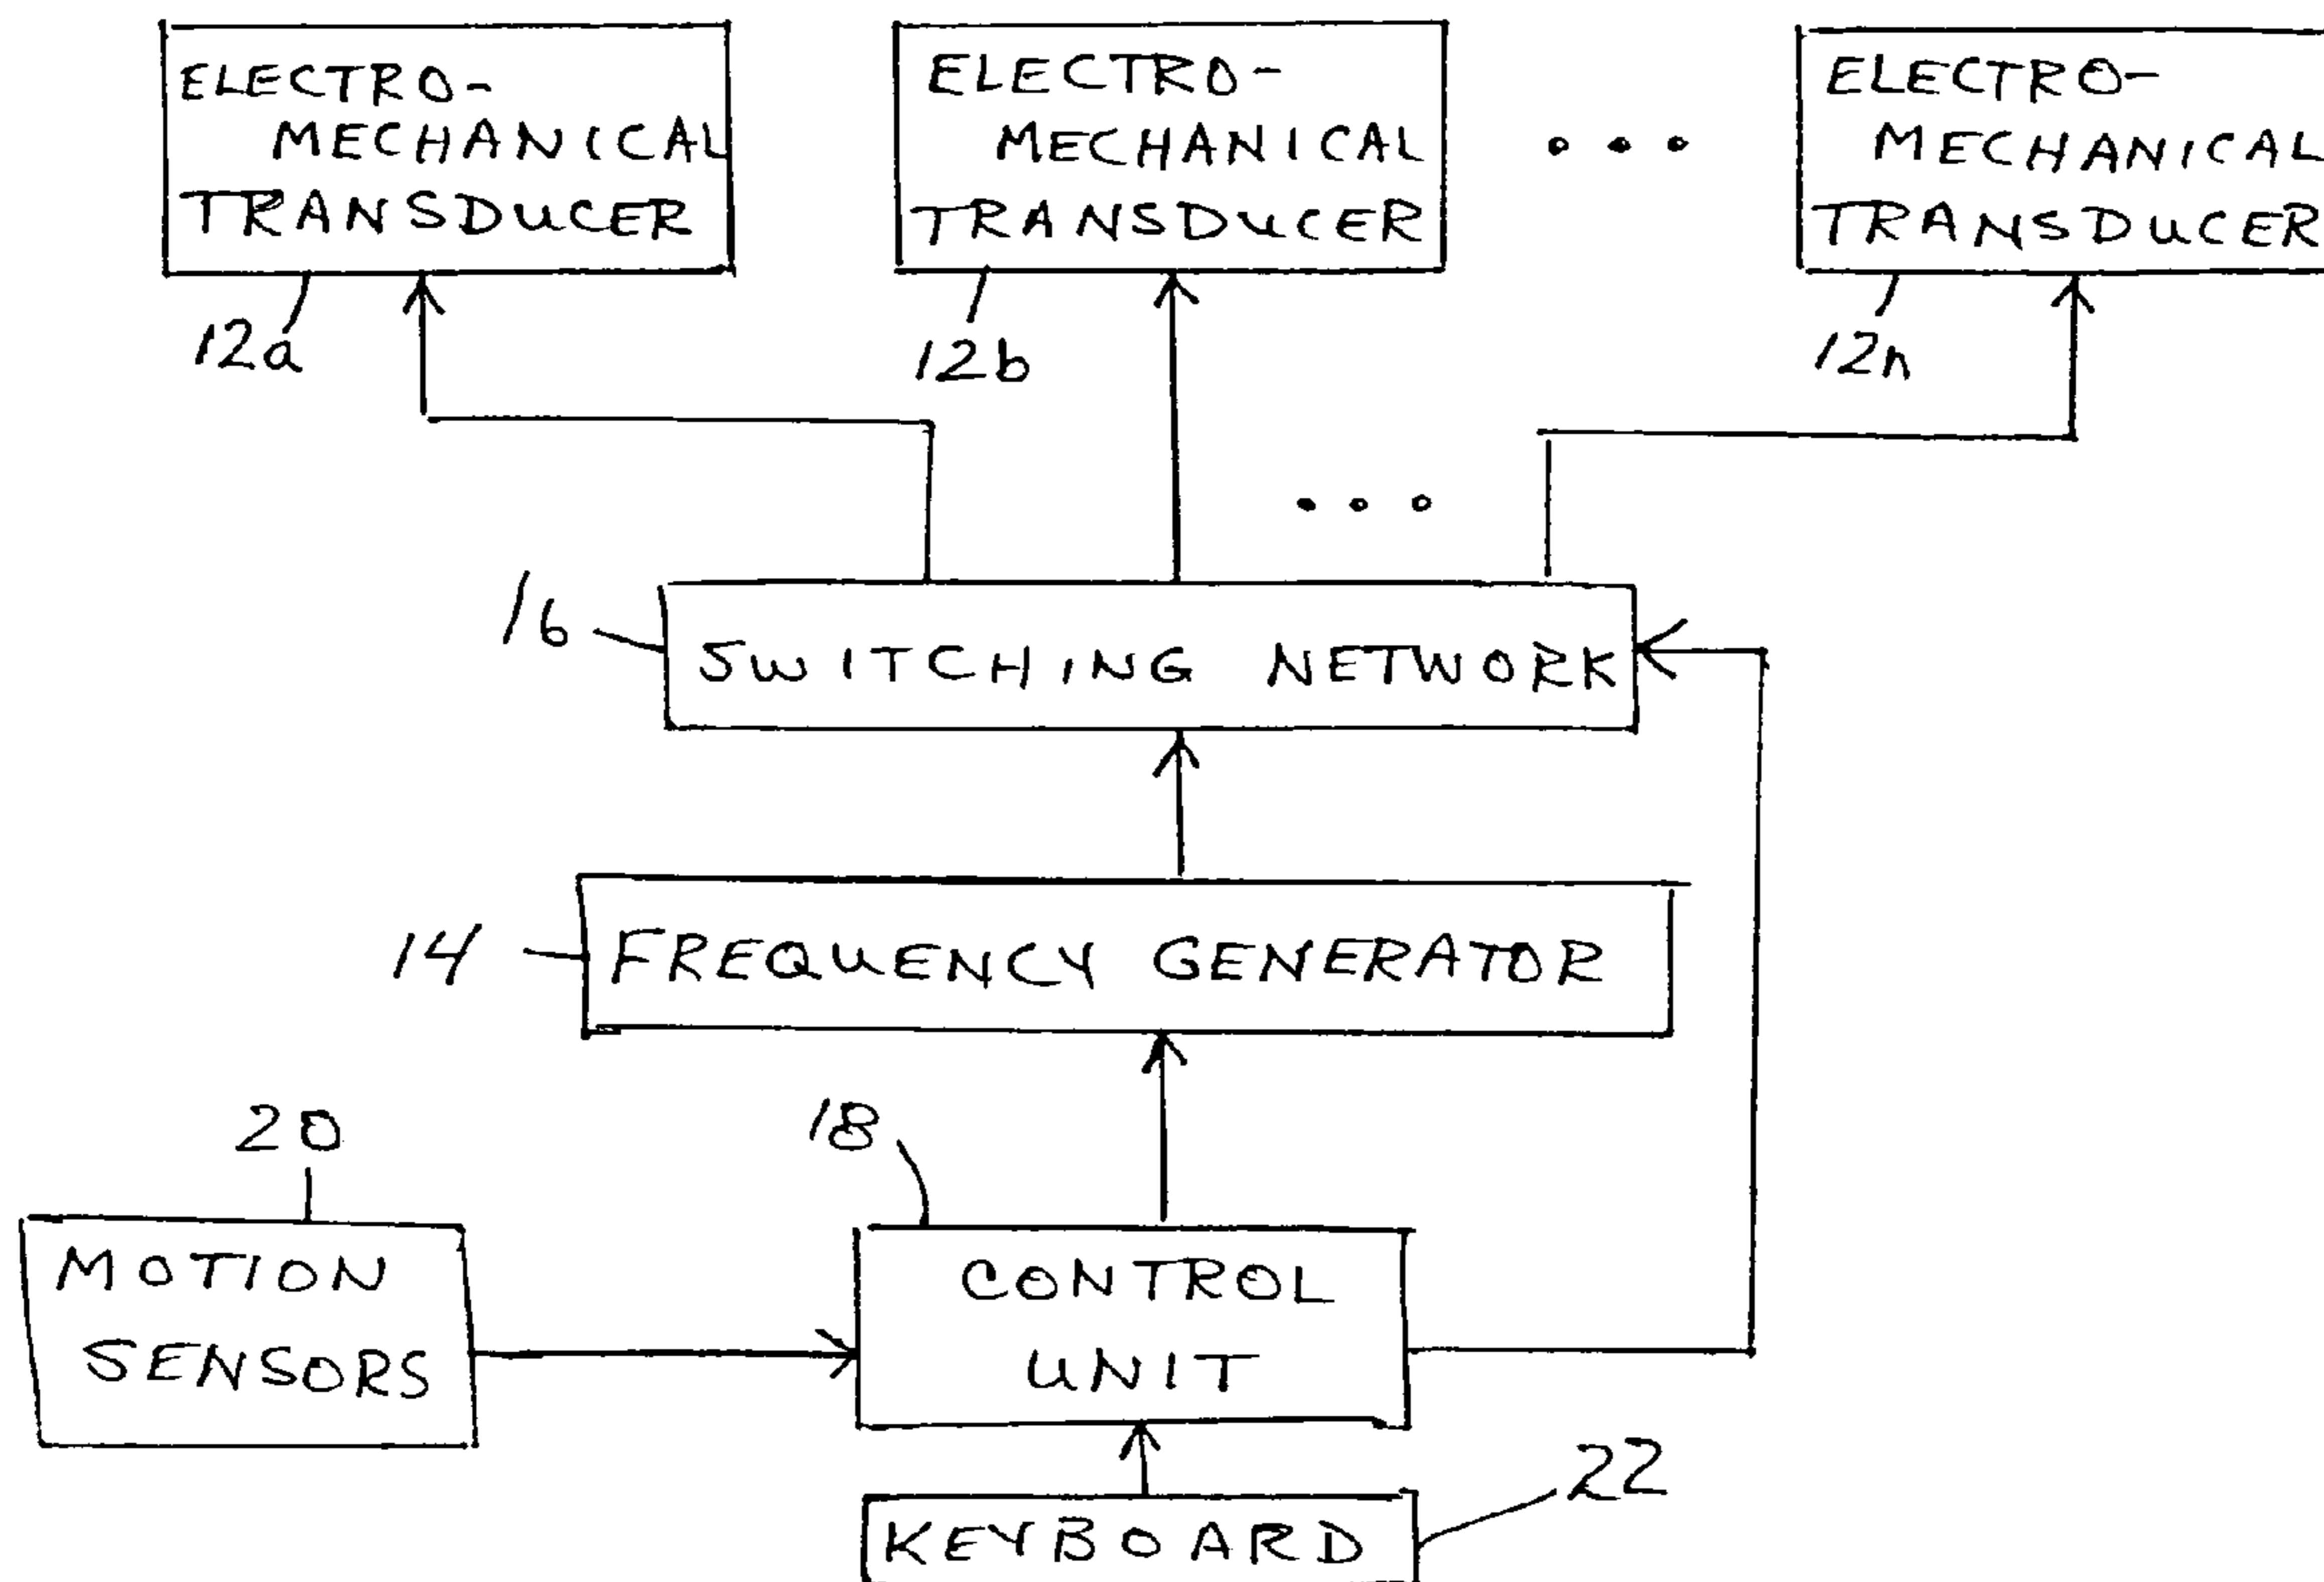 ELECTRO-
MECHANICAL
TRANSDUCER
ELECTRO-
MECHANICAL
TRANSDUCER
ELECTRO-
MECHANICAL
TRANSDUCER
12a
12b
12n
16
SWITCHING NETWORK
14
FREQUENCY GENERATOR
20
18
MOTION
SENSORS
CONTROL
UNIT
22
KEYBOARD